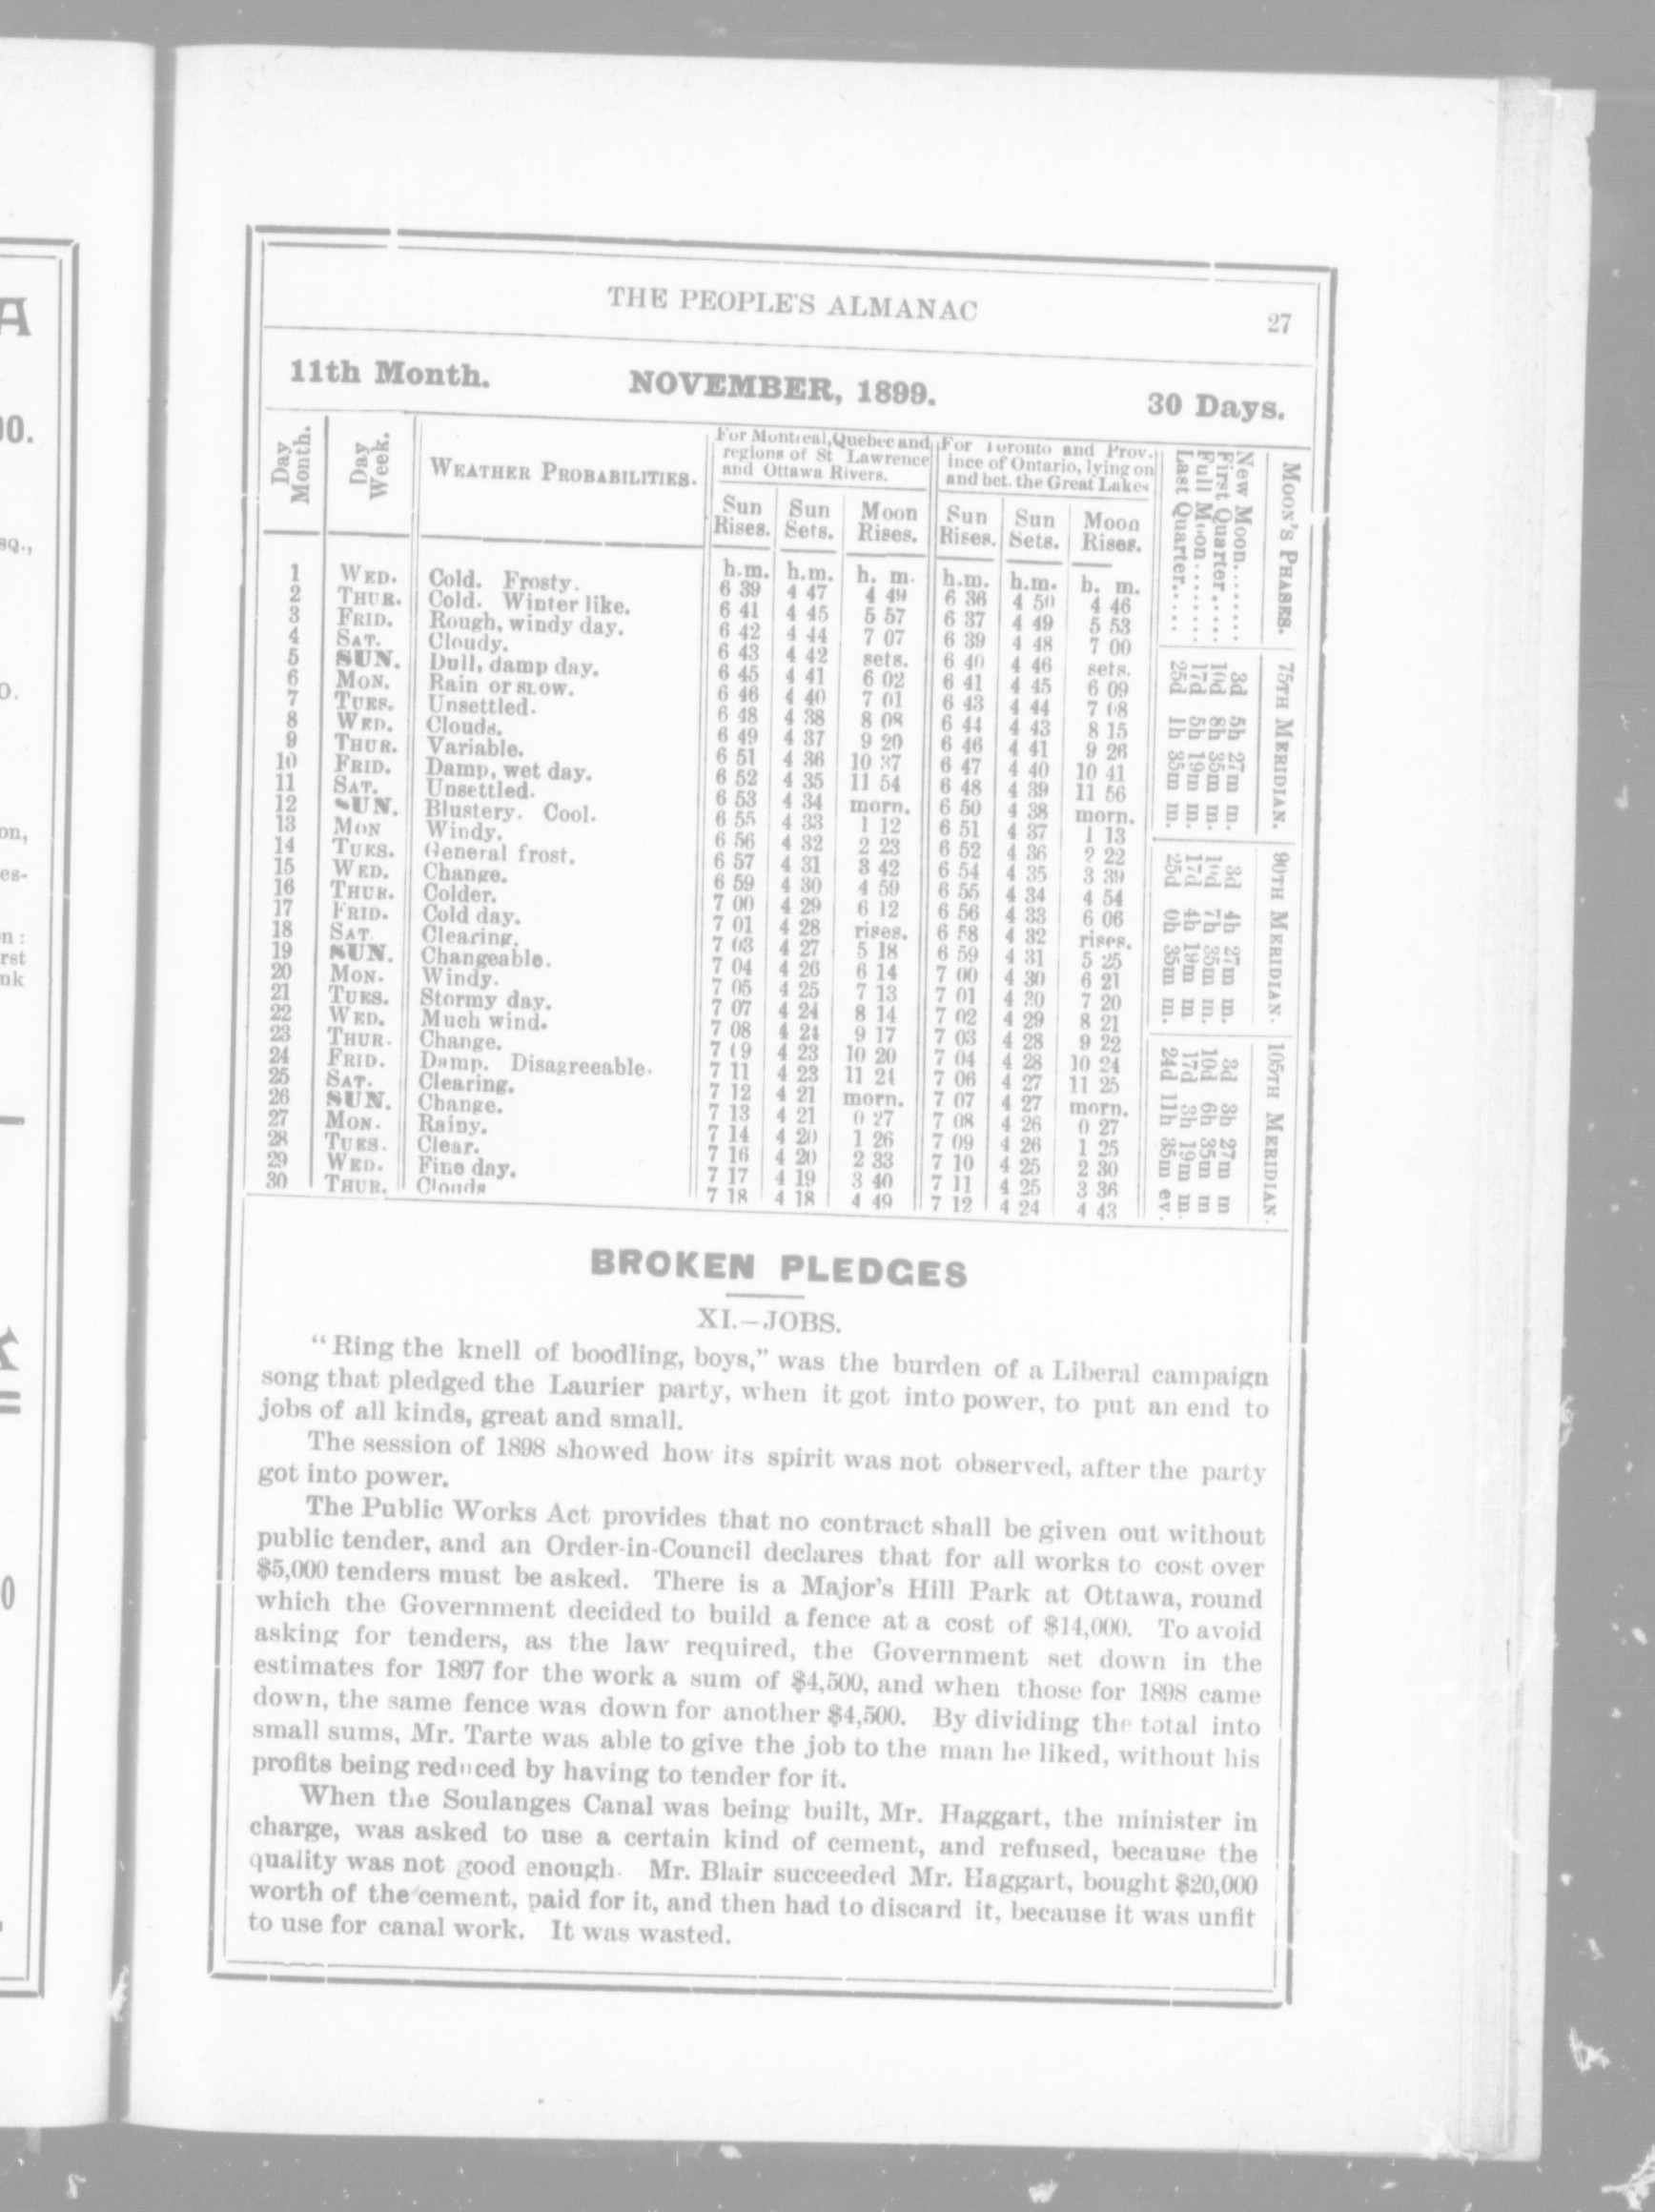 THE PEOPLE'S ALMANAC 27
11th Month. NOVEMBER, 1899. 30 Days.
Day Month. Day Week. WEATHER PROBABILITIES. For Montreal, Quebec and regions of St Lawrence and Ottawa Rivers. For Toronto and Prov. ince of Ontario, lying on and bet. the Great Lakes
Sun Rises. Sun Sets. Moon Rises. Sun Rises. Sun Sets. Moon Rises.
h.m. h.m. h. m. h.m. h.m. h. m.
1 WED. Cold. Frosty. 6 39 4 47 4 49 6 36 4 50 4 46
2 THUR. Cold. Winter like. 6 41 4 45 5 57 6 37 4 49 5 53
3 FRID. Rough, windy day. 6 42 4 44 7 07 6 39 4 48 7 00
4 SAT. Cloudy. 6 43 4 42 sets. 6 40 4 46 sets.
5 SUN. Dull, damp day. 6 45 4 41 6 02 6 41 4 45 6 09
6 MON. Rain or SLOW. 6 46 4 40 7 01 6 43 4 44 7 08
7 TUES. Unsettled. 6 48 4 38 8 08 6 44 4 43 8 15
8 WED. Clouds. 6 49 4 37 9 20 6 46 4 41 9 26
9 THUR. Variable. 6 51 4 36 10 37 6 47 4 40 10 41
10 FRID. Damp, wet day. 6 52 4 35 11 54 6 48 4 39 11 56
11 SAT. Unsettled. 6 53 4 34 morn. 6 50 4 38 morn.
12 SUN. Blustery. Cool. 6 55 4 33 1 12 6 51 4 37 1 13
13 MON Windy. 6 56 4 32 2 23 6 52 4 36 2 22
14 TUES. General frost. 6 57 4 31 3 42 6 54 4 35 3 39
15 WED. Change. 6 59 4 30 4 59 6 55 4 34 4 54
16 THUR. Colder. 7 00 4 29 6 12 6 56 4 33 6 06
17 FRID. Cold day. 7 01 4 28 rises. 6 58 4 32 rises.
18 SAT. Clearing. 7 03 4 27 5 18 6 59 4 31 5 25
19 SUN. Changeable. 7 04 4 26 6 14 7 00 4 30 6 21
20 MON. Windy. 7 05 4 25 7 13 7 01 4 30 7 20
21 TUES. Stormy day. 7 07 4 24 8 14 7 02 4 29 8 21
22 WED. Much wind. 7 08 4 24 9 17 7 03 4 28 9 22
23 THUR. Change. 7 09 4 23 10 20 7 04 4 28 10 24
24 FRID. Damp. Disagreeable. 7 11 4 23 11 24 7 06 4 27 11 25
25 SAT. Clearing. 7 12 4 21 morn. 7 07 4 27 morn.
26 SUN. Change. 7 13 4 21 0 27 7 08 4 26 0 27
27 MON. Rainy. 7 14 4 20 1 26 7 09 4 26 1 25
28 TUES. Clear. 7 16 4 20 2 33 7 10 4 25 2 30
29 WED. Fine day. 7 17 4 19 3 40 7 11 4 25 3 36
30 THUR. Clouds 7 18 4 18 4 49 7 12 4 24 4 43
MOON'S PHASES. 75TH MERIDIAN. 90TH MERIDIAN. 105TH MERIDIAN.
New Moon....... 3d 5h 27m m. 3d 4h 27m m. 3d 3h 27m m
First Quarter..... 10d 8h 35m m. 10d 7h 35m m. 10d 6h 35m m
Full Moon........ 17d 5h 19m m. 17d 4h 19m m. 17d 3h 19m m.
Last Quarter..... 25d 1h 35m m. 25d 0h 35m m. 24d 11h 35m ev.
BROKEN PLEDGES
XI.—JOBS.
"Ring the knell of boodling, boys," was the burden of a Liberal campaign
song that pledged the Laurier party, when it got into power, to put an end to
jobs of all kinds, great and small.
The session of 1898 showed how its spirit was not observed, after the party
got into power.
The Public Works Act provides that no contract shall be given out without
public tender, and an Order-in-Council declares that for all works to cost over
$5,000 tenders must be asked. There is a Major's Hill Park at Ottawa, round
which the Government decided to build a fence at a cost of $14,000. To avoid
asking for tenders, as the law required, the Government set down in the
estimates for 1897 for the work a sum of $4,500, and when those for 1898 came
down, the same fence was down for another $4,500. By dividing the total into
small sums, Mr. Tarte was able to give the job to the man he liked, without his
profits being reduced by having to tender for it.
When the Soulanges Canal was being built, Mr. Haggart, the minister in
charge, was asked to use a certain kind of cement, and refused, because the
quality was not good enough. Mr. Blair succeeded Mr. Haggart, bought $20,000
worth of the cement, paid for it, and then had to discard it, because it was unfit
to use for canal work. It was wasted.